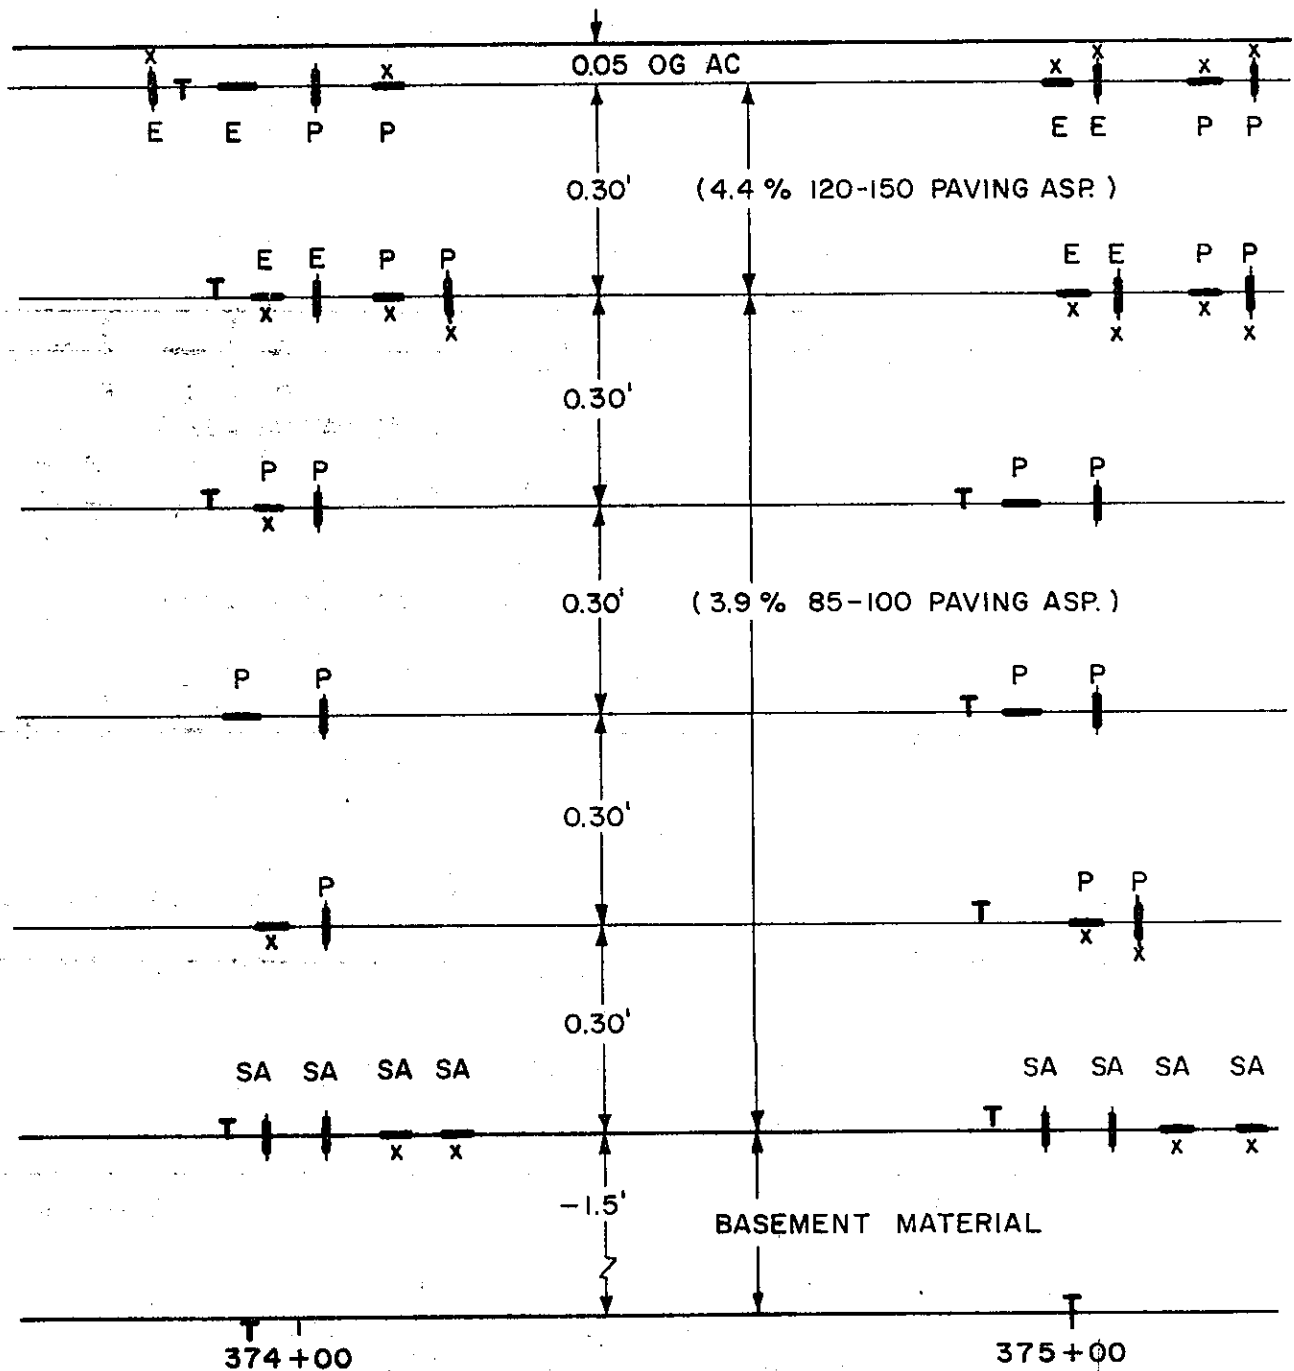 0.05 OG AC
X X X X X X
T
E E P P E E P P
0.30' (4.4% 120-150 PAVING ASP.)
E E P P E E P P
T
X X X X X X X
0.30'
P P P P
T T
X
0.30' (3.9% 85-100 PAVING ASP.)
P P P P
T
0.30'
P P P
T
X X X
0.30'
SA SA SA SA SA SA SA SA
T T
X X X X
-1.5'
BASEMENT MATERIAL
T T
374+00 375+00